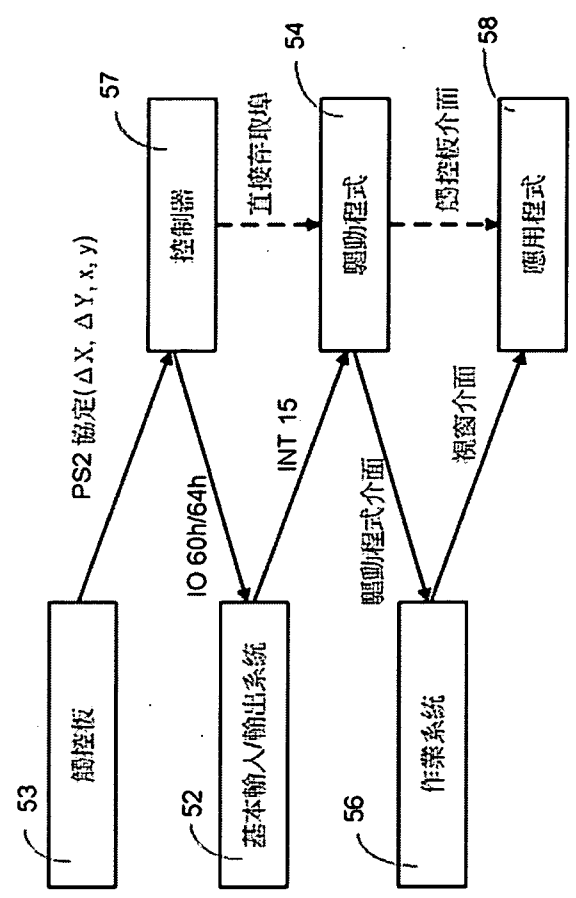 53
觸控板
PS2 協定(ΔX, ΔY, x, y)
57
控制器
IO 60h/64h
直接存取埠
52
基本輸入/輸出系統
INT 15
54
驅動程式
驅動程式介面
觸控板介面
56
作業系統
視窗介面
58
應用程式